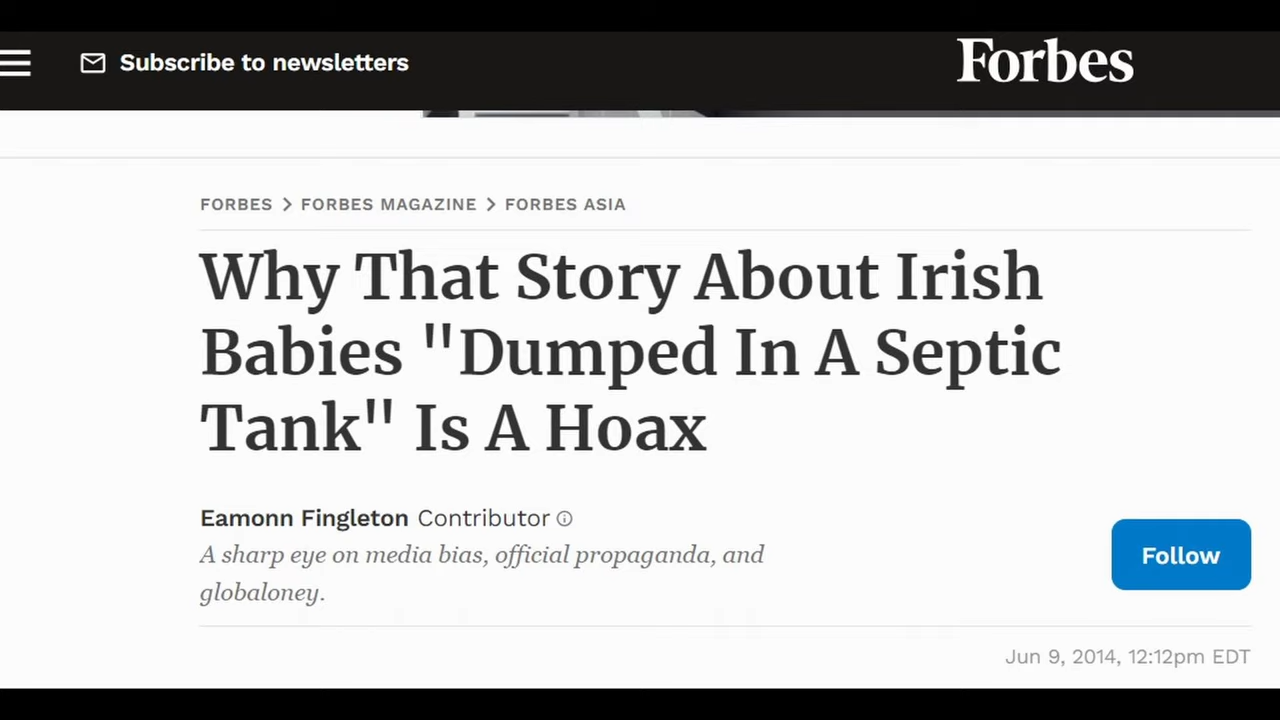 Subscribe to newsletters
Forbes
FORBES > FORBES MAGAZINE > FORBES ASIA
Why That Story About Irish
Babies "Dumped In A Septic
Tank" Is A Hoax
Eamonn Fingleton Contributor
A sharp eye on media bias, official propaganda, and
globaloney.
Follow
Jun 9, 2014, 12:12pm EDT